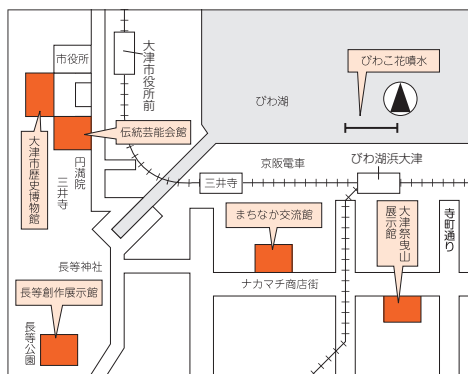 市役所
大津市役所前
びわこ花噴水
びわ湖
伝統芸能会館
大津市歴史博物館
三井寺
円満院
京阪電車
三井寺
びわ湖浜大津
まちなか交流館
大津祭曳山
展示館
寺町通り
長等神社
ナカマチ商店街
長等創作展示館
長等公園